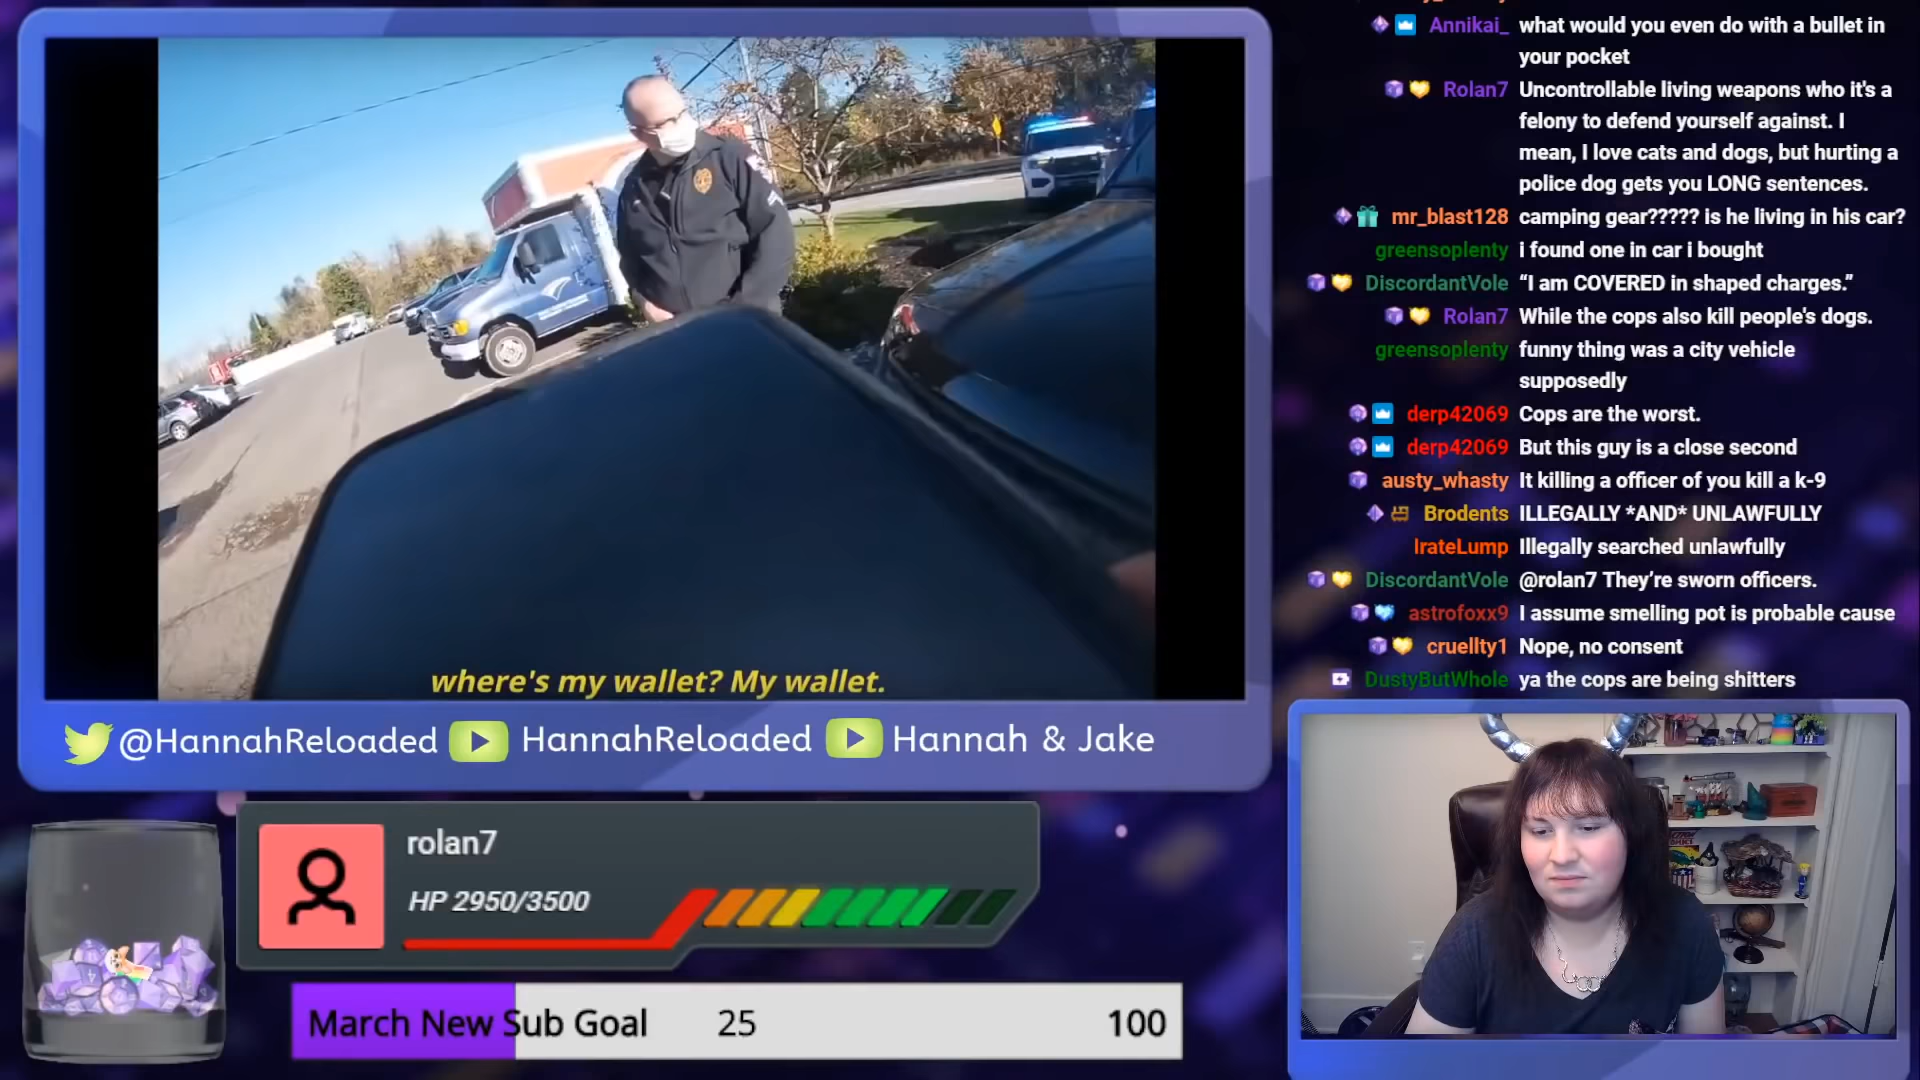 Annikai_ what would you even do with a bullet in
your pocket
Rolan7 Uncontrollable living weapons who it's a
felony to defend yourself against. I
mean, I love cats and dogs, but hurting a
police dog gets you LONG sentences.
mr_blast128 camping gear????? is he living in his car?
greensoplenty i found one in car i bought
DiscordantVole “I am COVERED in shaped charges.”
Rolan7 While the cops also kill people's dogs.
greensoplenty funny thing was a city vehicle
supposedly
derp42069 Cops are the worst.
derp42069 But this guy is a close second
austy_whasty It killing a officer of you kill a k-9
Brodents ILLEGALLY *AND* UNLAWFULLY
IrateLump Illegally searched unlawfully
DiscordantVole @rolan7 They’re sworn officers.
astrofoxx9 I assume smelling pot is probable cause
cruellty1 Nope, no consent
DustyButWhole ya the cops are being shitters
where's my wallet? My wallet.
@HannahReloaded HannahReloaded Hannah & Jake
rolan7
HP 2950/3500
March New Sub Goal 25 100